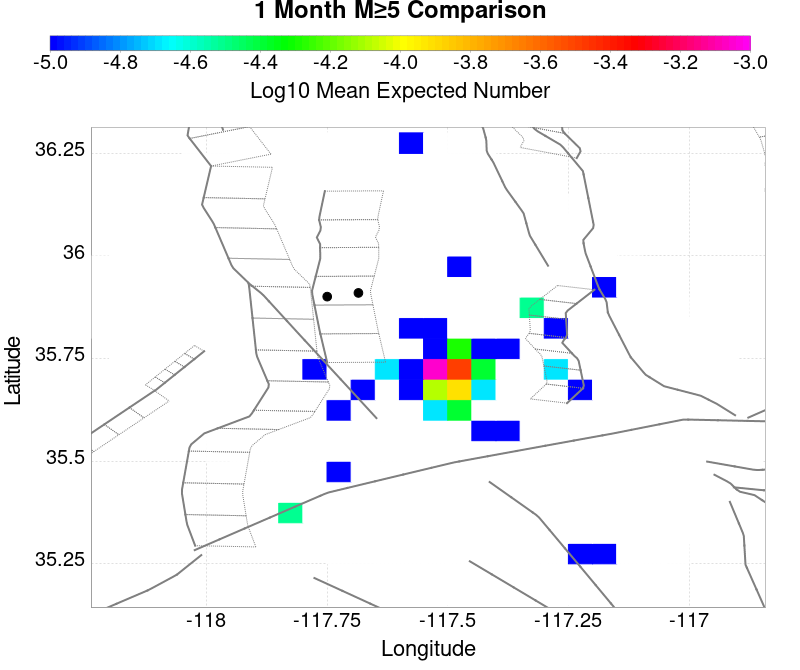 1 Month M≥5 Comparison
-5.0 -4.8 -4.6 -4.4 -4.2 -4.0 -3.8 -3.6 -3.4 -3.2 -3.0
Log10 Mean Expected Number
36.25
36
35.75
35.5
35.25
Latitude
-118 -117.75 -117.5 -117.25 -117
Longitude